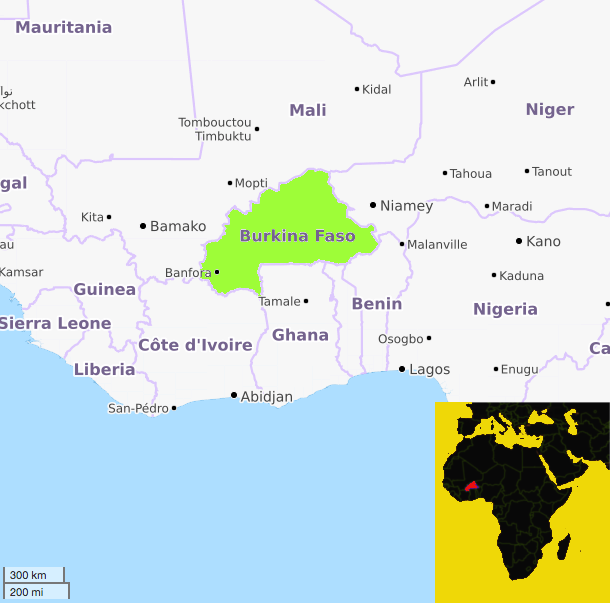 Mauritania
Kidal
Arlit
نوا
kchott
Mali
Niger
Tombouctou
Timbuktu
Tahoua
Tanout
gal
Mopti
Niamey
Maradi
Kita
Bamako
Burkina Faso
Malanville
Kano
au
Kamsar
Banfora
Kaduna
Guinea
Tamale
Benin
Nigeria
Sierra Leone
Côte d'Ivoire
Ghana
Osogbo
Ca
Liberia
Lagos
Enugu
San-Pédro
Abidjan
300 km
200 mi